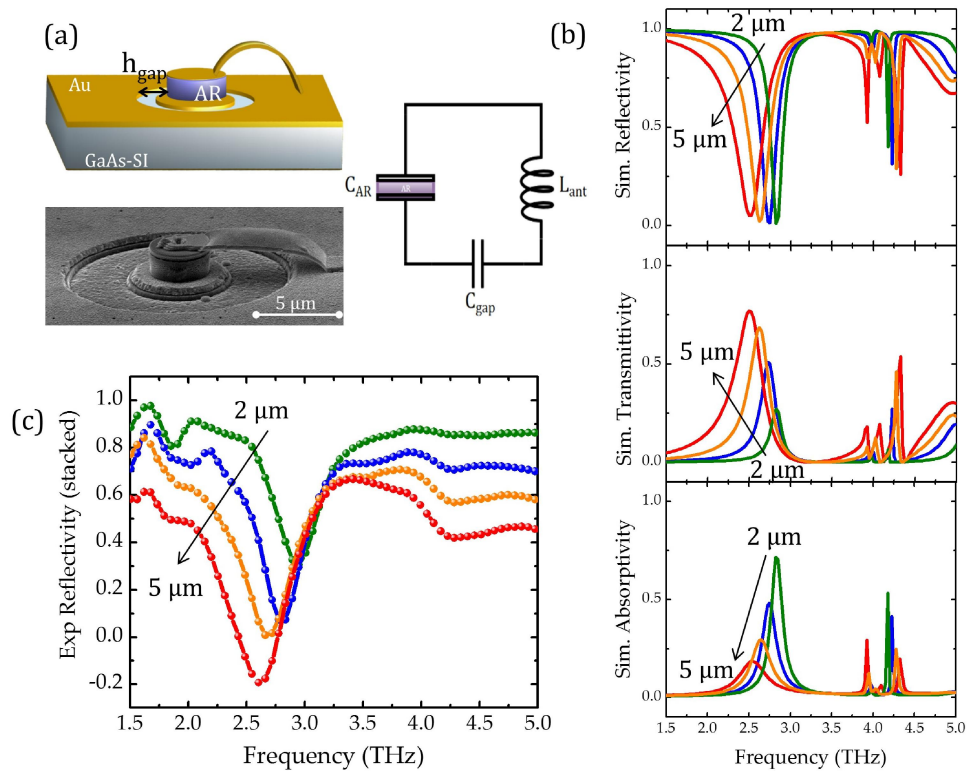 (a)
h_gap
Au
AR
GaAs-SI
C_AR
AR
L_ant
C_gap
5 μm
(b)
Sim. Reflectivity
1.0
0.5
0.0
2 μm
5 μm
Sim. Transmittivity
1.0
0.5
0.0
5 μm
2 μm
Sim. Absorptivity
1.0
0.5
0.0
2 μm
5 μm
1.5 2.0 2.5 3.0 3.5 4.0 4.5 5.0
Frequency (THz)
(c)
Exp Reflectivity (stacked)
1.0
0.8
0.6
0.4
0.2
0.0
-0.2
2 μm
5 μm
1.5 2.0 2.5 3.0 3.5 4.0 4.5 5.0
Frequency (THz)